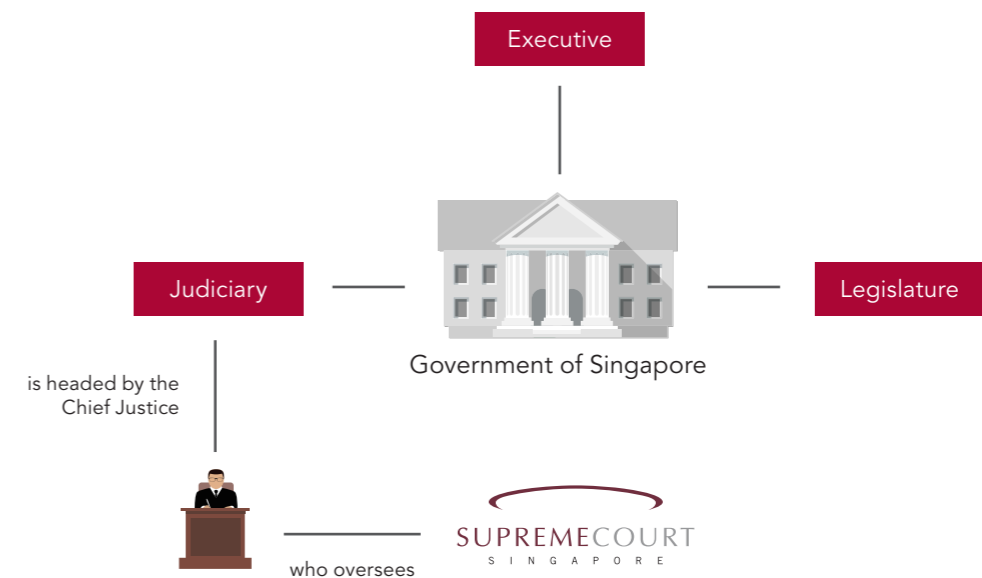 Executive
Judiciary
Legislature
Government of Singapore
is headed by the
Chief Justice
SUPREMECOURT
SINGAPORE
who oversees